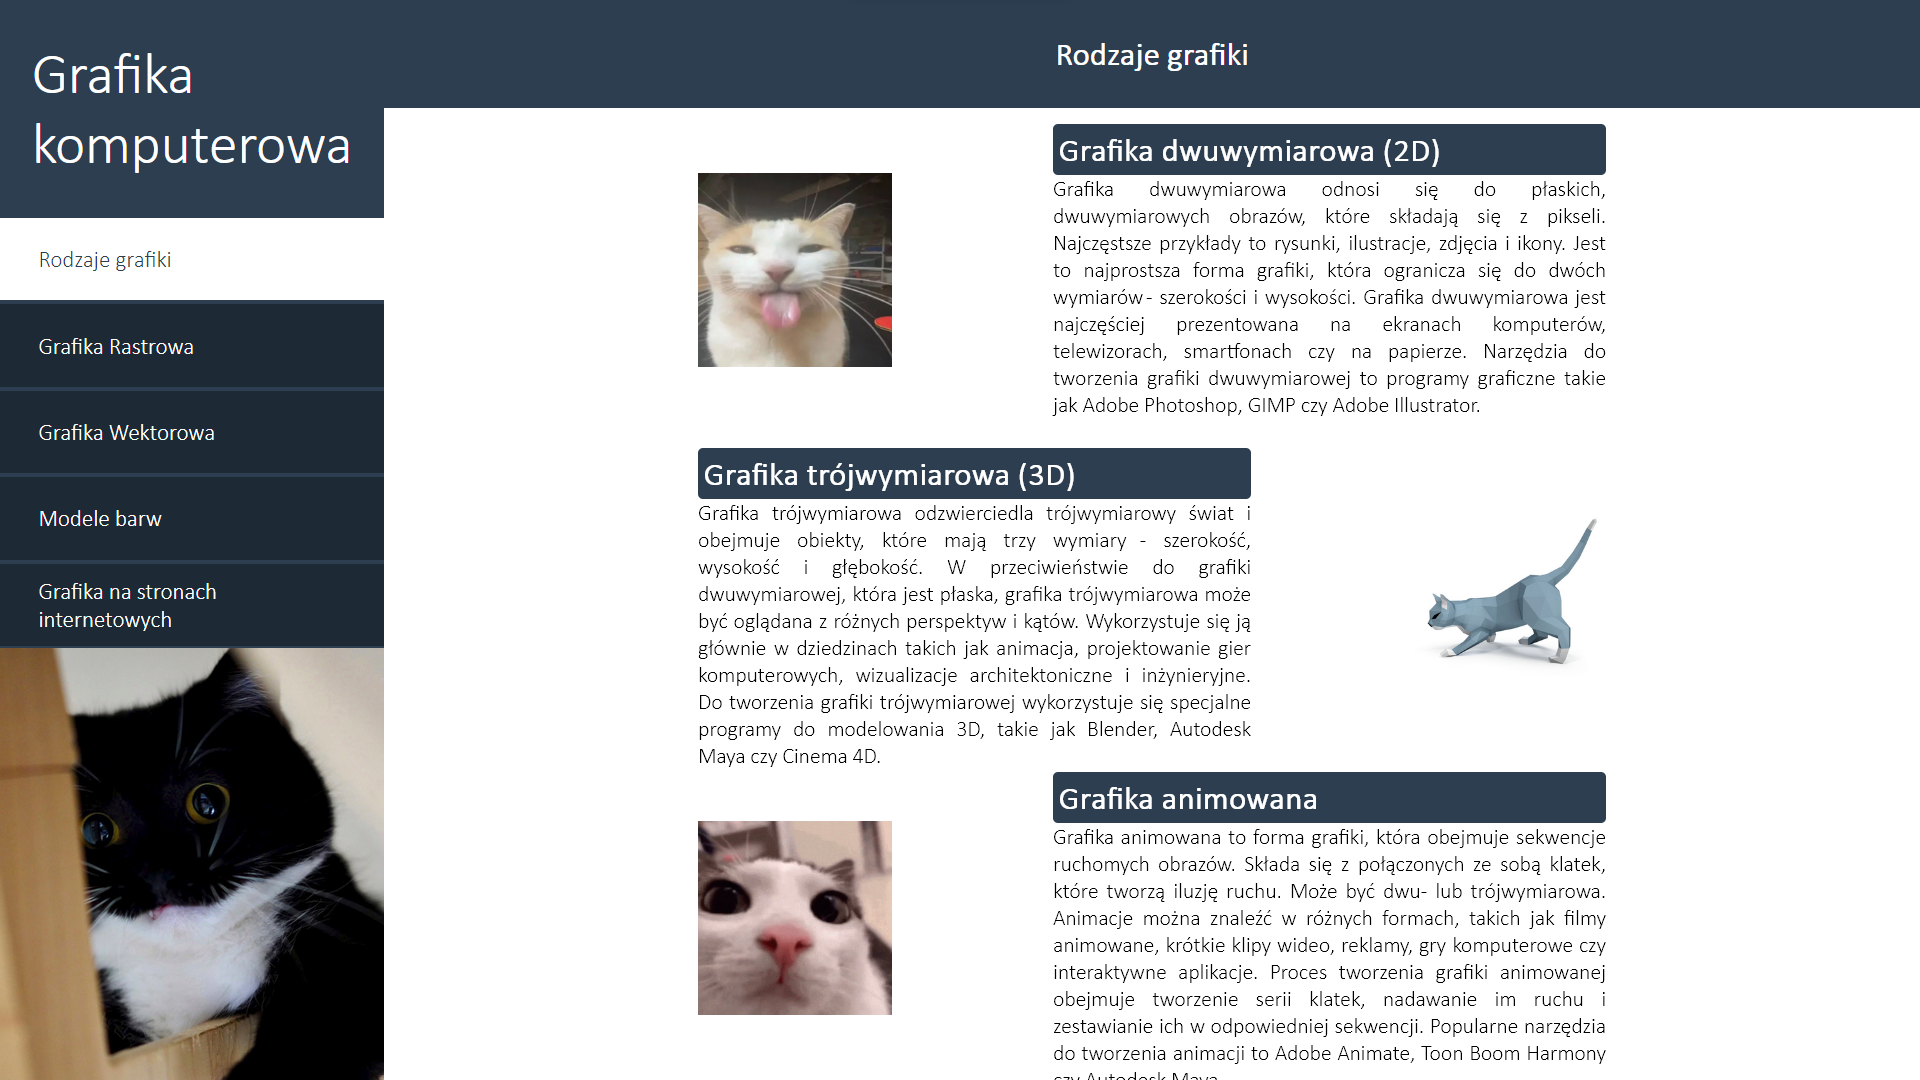 Grafika
komputerowa
Rodzaje grafiki
Grafika Rastrowa
Grafika Wektorowa
Modele barw
Grafika na stronach
internetowych
Rodzaje grafiki
Grafika dwuwymiarowa (2D)
Grafika dwuwymiarowa odnosi się do płaskich,
dwuwymiarowych obrazów, które składają się z pikseli.
Najczęstsze przykłady to rysunki, ilustracje, zdjęcia i ikony. Jest
to najprostsza forma grafiki, która ogranicza się do dwóch
wymiarów - szerokości i wysokości. Grafika dwuwymiarowa jest
najczęściej prezentowana na ekranach komputerów,
telewizorach, smartfonach czy na papierze. Narzędzia do
tworzenia grafiki dwuwymiarowej to programy graficzne takie
jak Adobe Photoshop, GIMP czy Adobe Illustrator.
Grafika trójwymiarowa (3D)
Grafika trójwymiarowa odzwierciedla trójwymiarowy świat i
obejmuje obiekty, które mają trzy wymiary - szerokość,
wysokość i głębokość. W przeciwieństwie do grafiki
dwuwymiarowej, która jest płaska, grafika trójwymiarowa może
być oglądana z różnych perspektyw i kątów. Wykorzystuje się ją
głównie w dziedzinach takich jak animacja, projektowanie gier
komputerowych, wizualizacje architektoniczne i inżynieryjne.
Do tworzenia grafiki trójwymiarowej wykorzystuje się specjalne
programy do modelowania 3D, takie jak Blender, Autodesk
Maya czy Cinema 4D.
Grafika animowana
Grafika animowana to forma grafiki, która obejmuje sekwencje
ruchomych obrazów. Składa się z połączonych ze sobą klatek,
które tworzą iluzję ruchu. Może być dwu- lub trójwymiarowa.
Animacje można znaleźć w różnych formach, takich jak filmy
animowane, krótkie klipy wideo, reklamy, gry komputerowe czy
interaktywne aplikacje. Proces tworzenia grafiki animowanej
obejmuje tworzenie serii klatek, nadawanie im ruchu i
zestawianie ich w odpowiedniej sekwencji. Popularne narzędzia
do tworzenia animacji to Adobe Animate, Toon Boom Harmony
czy Autodesk Maya.